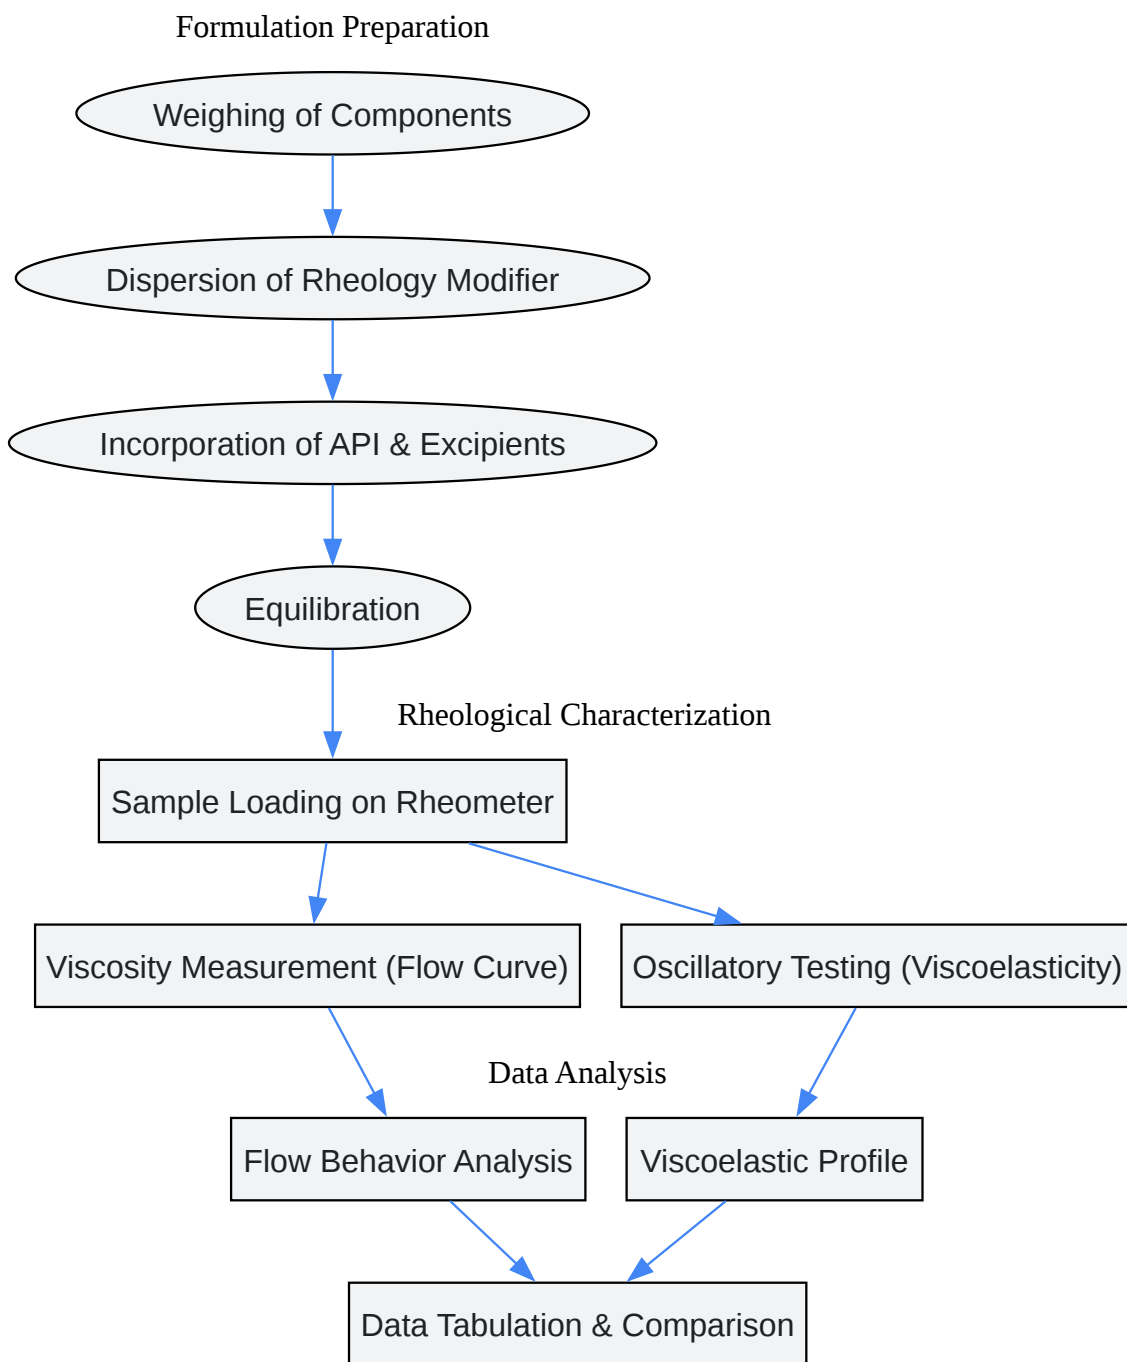 Formulation Preparation
Weighing of Components
Dispersion of Rheology Modifier
Incorporation of API & Excipients
Equilibration
Rheological Characterization
Sample Loading on Rheometer
Viscosity Measurement (Flow Curve)
Oscillatory Testing (Viscoelasticity)
Data Analysis
Flow Behavior Analysis
Viscoelastic Profile
Data Tabulation & Comparison